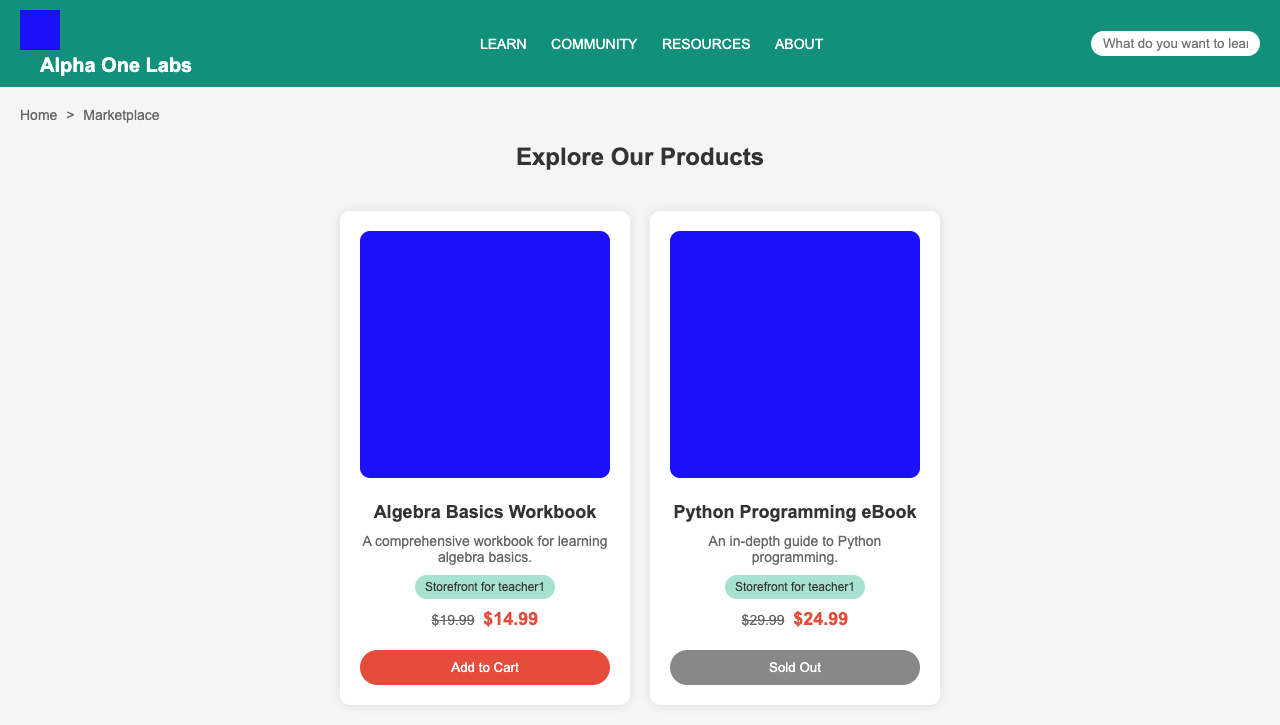 Alpha One Labs
LEARN COMMUNITY RESOURCES ABOUT
What do you want to lear
Home > Marketplace
Explore Our Products
Algebra Basics Workbook
A comprehensive workbook for learning
algebra basics.
Storefront for teacher1
$19.99 $14.99
Add to Cart
Python Programming eBook
An in-depth guide to Python
programming.
Storefront for teacher1
$29.99 $24.99
Sold Out